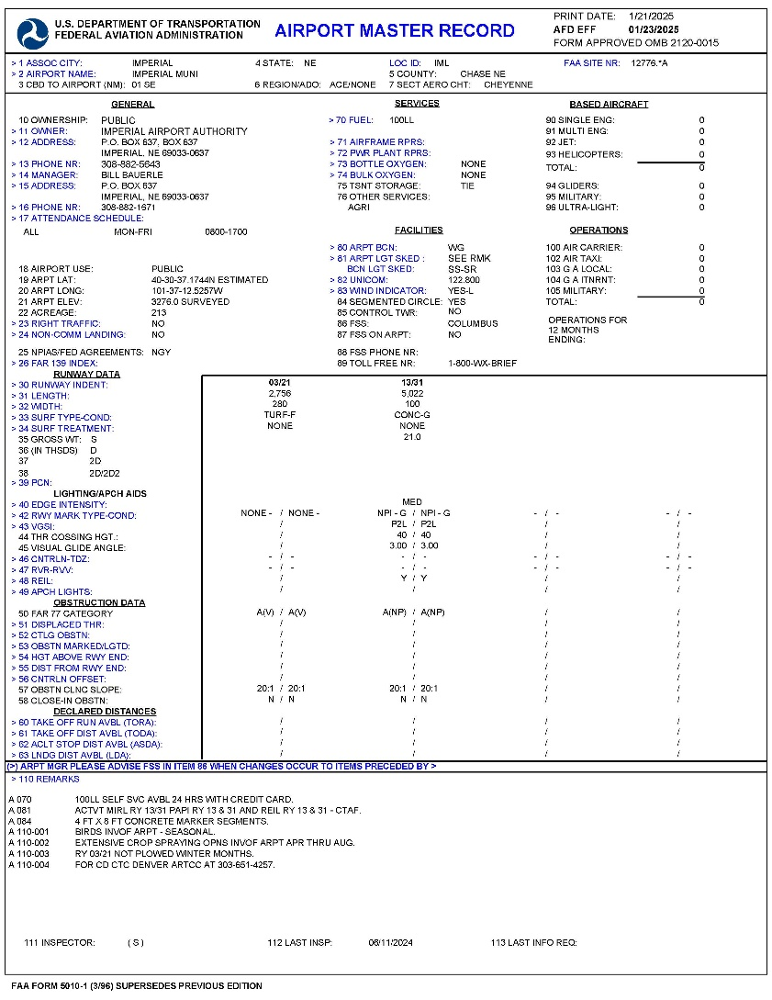 U.S. DEPARTMENT OF TRANSPORTATION
FEDERAL AVIATION ADMINISTRATION
AIRPORT MASTER RECORD
PRINT DATE: 1/21/2025
AFD EFF 01/23/2025
FORM APPROVED OMB 2120-0015
> 1 ASSOC CITY: IMPERIAL 4 STATE: NE LOC ID: IML FAA SITE NR: 12776.*A
> 2 AIRPORT NAME: IMPERIAL MUNI 5 COUNTY: CHASE NE
3 CBD TO AIRPORT (NM): 01 SE 6 REGION/ADO: ACE/NONE 7 SECT AERO CHT: CHEYENNE
GENERAL
10 OWNERSHIP: PUBLIC
> 11 OWNER: IMPERIAL AIRPORT AUTHORITY
> 12 ADDRESS: P.O. BOX 637, BOX 637
IMPERIAL, NE 69033-0637
> 13 PHONE NR: 308-882-5643
> 14 MANAGER: BILL BAUERLE
> 15 ADDRESS: P.O. BOX 637
IMPERIAL, NE 69033-0637
> 16 PHONE NR: 308-882-1671
> 17 ATTENDANCE SCHEDULE:
ALL MON-FRI 0800-1700
18 AIRPORT USE: PUBLIC
19 ARPT LAT: 40-30-37.1744N ESTIMATED
20 ARPT LONG: 101-37-12.5257W
21 ARPT ELEV: 3276.0 SURVEYED
22 ACREAGE: 213
> 23 RIGHT TRAFFIC: NO
> 24 NON-COMM LANDING: NO
25 NPIAS/FED AGREEMENTS: NGY
> 26 FAR 139 INDEX:
SERVICES
> 70 FUEL: 100LL
> 71 AIRFRAME RPRS:
> 72 PWR PLANT RPRS:
> 73 BOTTLE OXYGEN: NONE
> 74 BULK OXYGEN: NONE
75 TSNT STORAGE: TIE
76 OTHER SERVICES:
AGRI
FACILITIES
> 80 ARPT BCN: WG
> 81 ARPT LGT SKED : SEE RMK
BCN LGT SKED: SS-SR
> 82 UNICOM: 122.800
> 83 WIND INDICATOR: YES-L
84 SEGMENTED CIRCLE: YES
85 CONTROL TWR: NO
86 FSS: COLUMBUS
87 FSS ON ARPT: NO
88 FSS PHONE NR:
89 TOLL FREE NR: 1-800-WX-BRIEF
BASED AIRCRAFT
90 SINGLE ENG: 0
91 MULTI ENG: 0
92 JET: 0
93 HELICOPTERS: 0
TOTAL: 0
94 GLIDERS: 0
95 MILITARY: 0
96 ULTRA-LIGHT: 0
OPERATIONS
100 AIR CARRIER: 0
102 AIR TAXI: 0
103 G A LOCAL: 0
104 G A ITNRNT: 0
105 MILITARY: 0
TOTAL: 0
OPERATIONS FOR
12 MONTHS
ENDING:
RUNWAY DATA
> 30 RUNWAY INDENT: 03/21 13/31
> 31 LENGTH: 2,756 5,022
> 32 WIDTH: 280 100
> 33 SURF TYPE-COND: TURF-F CONC-G
> 34 SURF TREATMENT: NONE NONE
35 GROSS WT: S 21.0
36 (IN THSDS) D
37 2D
38 2D/2D2
> 39 PCN:
LIGHTING/APCH AIDS
> 40 EDGE INTENSITY: MED
> 42 RWY MARK TYPE-COND: NONE - / NONE - NPI - G / NPI - G - / - - / -
> 43 VGSI: / P2L / P2L / /
44 THR COSSING HGT.: / 40 / 40 / /
45 VISUAL GLIDE ANGLE: / 3.00 / 3.00 / /
> 46 CNTRLN-TDZ: - / - - / - - / - - / -
> 47 RVR-RVV: - / - - / - - / - - / -
> 48 REIL: / Y / Y / /
> 49 APCH LIGHTS: / / / /
OBSTRUCTION DATA
50 FAR 77 CATEGORY A(V) / A(V) A(NP) / A(NP) / /
> 51 DISPLACED THR: / / / /
> 52 CTLG OBSTN: / / / /
> 53 OBSTN MARKED/LGTD: / / / /
> 54 HGT ABOVE RWY END: / / / /
> 55 DIST FROM RWY END: / / / /
> 56 CNTRLN OFFSET: / / / /
57 OBSTN CLNC SLOPE: 20:1 / 20:1 20:1 / 20:1 / /
58 CLOSE-IN OBSTN: N / N N / N / /
DECLARED DISTANCES
> 60 TAKE OFF RUN AVBL (TORA): / / / /
> 61 TAKE OFF DIST AVBL (TODA): / / / /
> 62 ACLT STOP DIST AVBL (ASDA): / / / /
> 63 LNDG DIST AVBL (LDA): / / / /
(>) ARPT MGR PLEASE ADVISE FSS IN ITEM 86 WHEN CHANGES OCCUR TO ITEMS PRECEDED BY >
> 110 REMARKS
A 070 100LL SELF SVC AVBL 24 HRS WITH CREDIT CARD.
A 081 ACTVT MIRL RY 13/31 PAPI RY 13 & 31 AND REIL RY 13 & 31 - CTAF.
A 084 4 FT X 8 FT CONCRETE MARKER SEGMENTS.
A 110-001 BIRDS INVOF ARPT - SEASONAL.
A 110-002 EXTENSIVE CROP SPRAYING OPNS INVOF ARPT APR THRU AUG.
A 110-003 RY 03/21 NOT PLOWED WINTER MONTHS.
A 110-004 FOR CD CTC DENVER ARTCC AT 303-651-4257.
111 INSPECTOR: ( S ) 112 LAST INSP: 06/11/2024 113 LAST INFO REQ:
FAA FORM 5010-1 (3/96) SUPERSEDES PREVIOUS EDITION